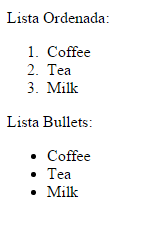 Lista Ordenada:
1. Coffee
2. Tea
3. Milk
Lista Bullets:
• Coffee
• Tea
• Milk